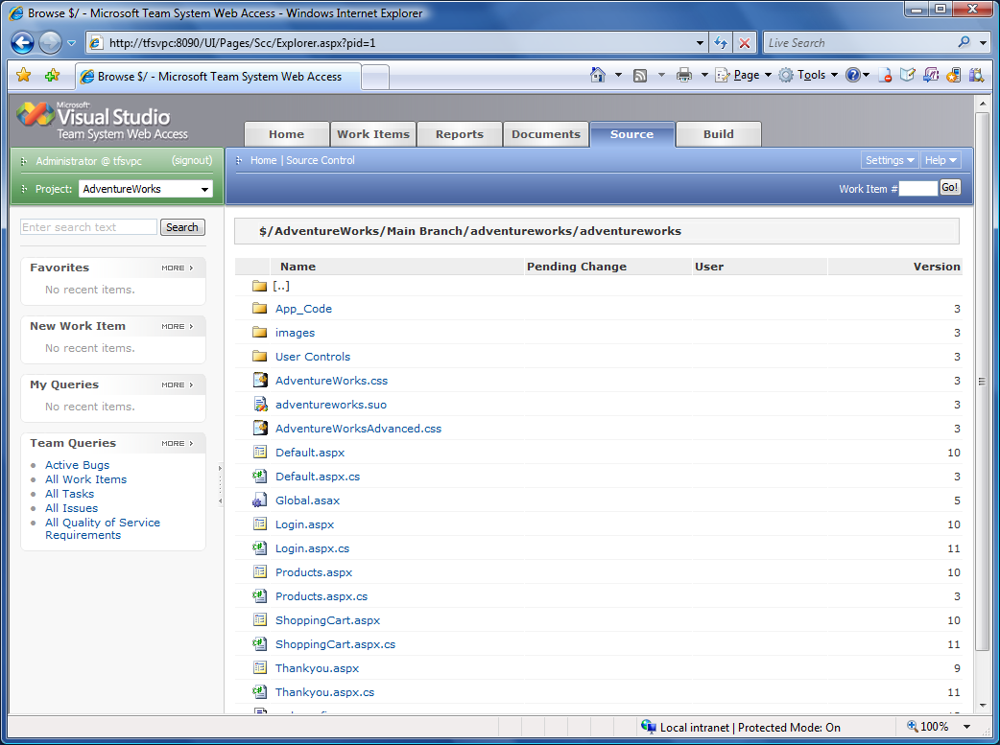 Browse $/ - Microsoft Team System Web Access - Windows Internet Explorer
http://tfsvpc:8090/UI/Pages/Scc/Explorer.aspx?pid=1
Live Search
Browse $/ - Microsoft Team System Web Access
Page
Tools
Microsoft
Visual Studio
Team System Web Access
Home
Work Items
Reports
Documents
Source
Build
Administrator @ tfsvpc (signout)
Home | Source Control
Settings
Help
Project: AdventureWorks
Work Item #
Go!
Enter search text
Search
Favorites MORE
No recent items.
New Work Item MORE
No recent items.
My Queries MORE
No recent items.
Team Queries MORE
Active Bugs
All Work Items
All Tasks
All Issues
All Quality of Service
Requirements
$/AdventureWorks/Main Branch/adventureworks/adventureworks
Name Pending Change User Version
[..]
App_Code 3
images 3
User Controls 3
AdventureWorks.css 3
adventureworks.suo 3
AdventureWorksAdvanced.css 3
Default.aspx 10
Default.aspx.cs 3
Global.asax 5
Login.aspx 10
Login.aspx.cs 11
Products.aspx 10
Products.aspx.cs 3
ShoppingCart.aspx 10
ShoppingCart.aspx.cs 11
Thankyou.aspx 9
Thankyou.aspx.cs 11
Local intranet | Protected Mode: On
100%